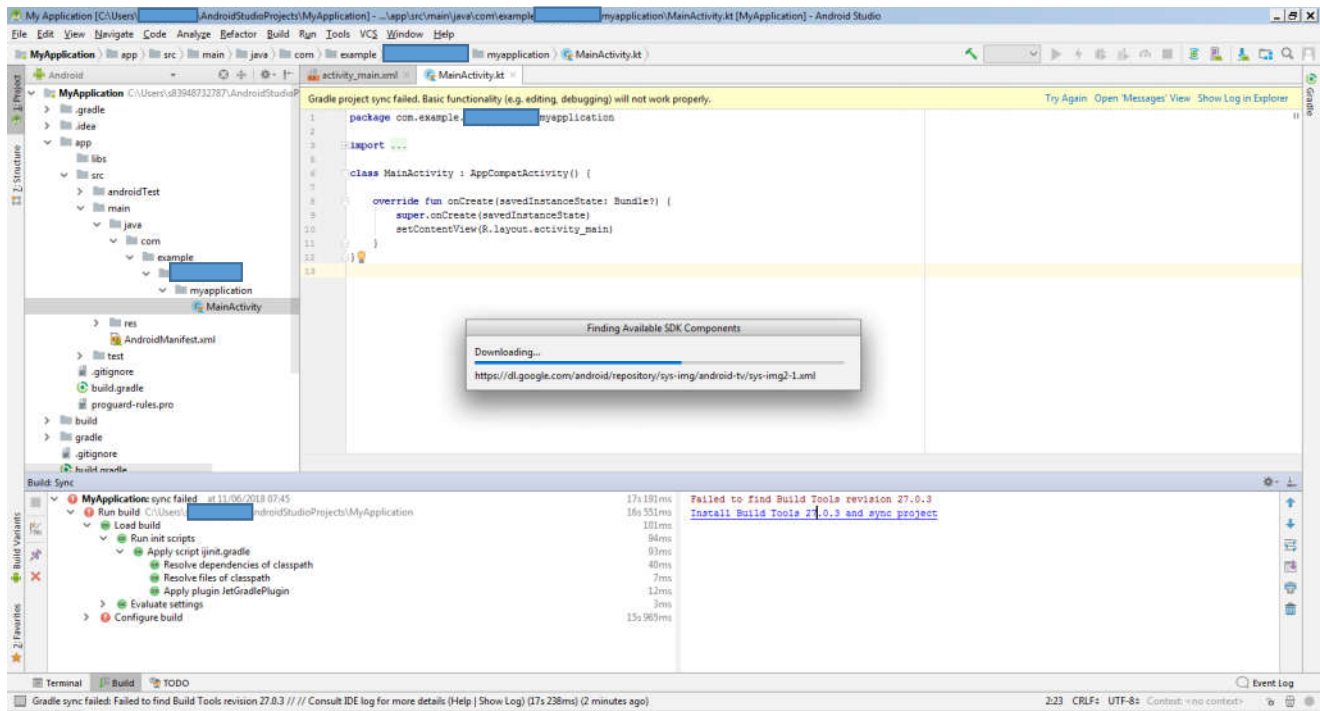 My Application [C:\Users\ \AndroidStudioProjects\MyApplication] - ...\app\src\main\java\com\example myapplication\MainActivity.kt [MyApplication] - Android Studio
File Edit View Navigate Code Analyze Refactor Build Run Tools VCS Window Help
MyApplication app src main java com example myapplication MainActivity.kt
Android activity_main.xml MainActivity.kt
1: Project
2: Structure
Build Variants
2: Favorites
Gradle
MyApplication C:\Users\s83948732787\AndroidStudioP
.gradle
.idea
app
libs
src
androidTest
main
java
com
example
myapplication
MainActivity
res
AndroidManifest.xml
test
.gitignore
build.gradle
proguard-rules.pro
build
gradle
.gitignore
build.gradle
Gradle project sync failed. Basic functionality (e.g. editing, debugging) will not work properly. Try Again Open 'Messages' View Show Log in Explorer
1 package com.example. myapplication
2
3 import ...
5
6 class MainActivity : AppCompatActivity() {
7
8 override fun onCreate(savedInstanceState: Bundle?) {
9 super.onCreate(savedInstanceState)
10 setContentView(R.layout.activity_main)
11 }
12 }
13
Finding Available SDK Components
Downloading...
https://dl.google.com/android/repository/sys-img/android-tv/sys-img2-1.xml
Build: Sync
MyApplication: sync failed at 11/06/2018 07:45 17s 191ms
Run build C:\Users\ ndroidStudioProjects\MyApplication 16s 551ms
Load build 101ms
Run init scripts 94ms
Apply script ijinit.gradle 93ms
Resolve dependencies of classpath 40ms
Resolve files of classpath 7ms
Apply plugin JetGradlePlugin 12ms
Evaluate settings 3ms
Configure build 15s 965ms
Failed to find Build Tools revision 27.0.3
Install Build Tools 27.0.3 and sync project
Terminal Build TODO Event Log
Gradle sync failed: Failed to find Build Tools revision 27.0.3 // // Consult IDE log for more details (Help | Show Log) (17s 238ms) (2 minutes ago) 2:23 CRLF÷ UTF-8÷ Context: <no context>